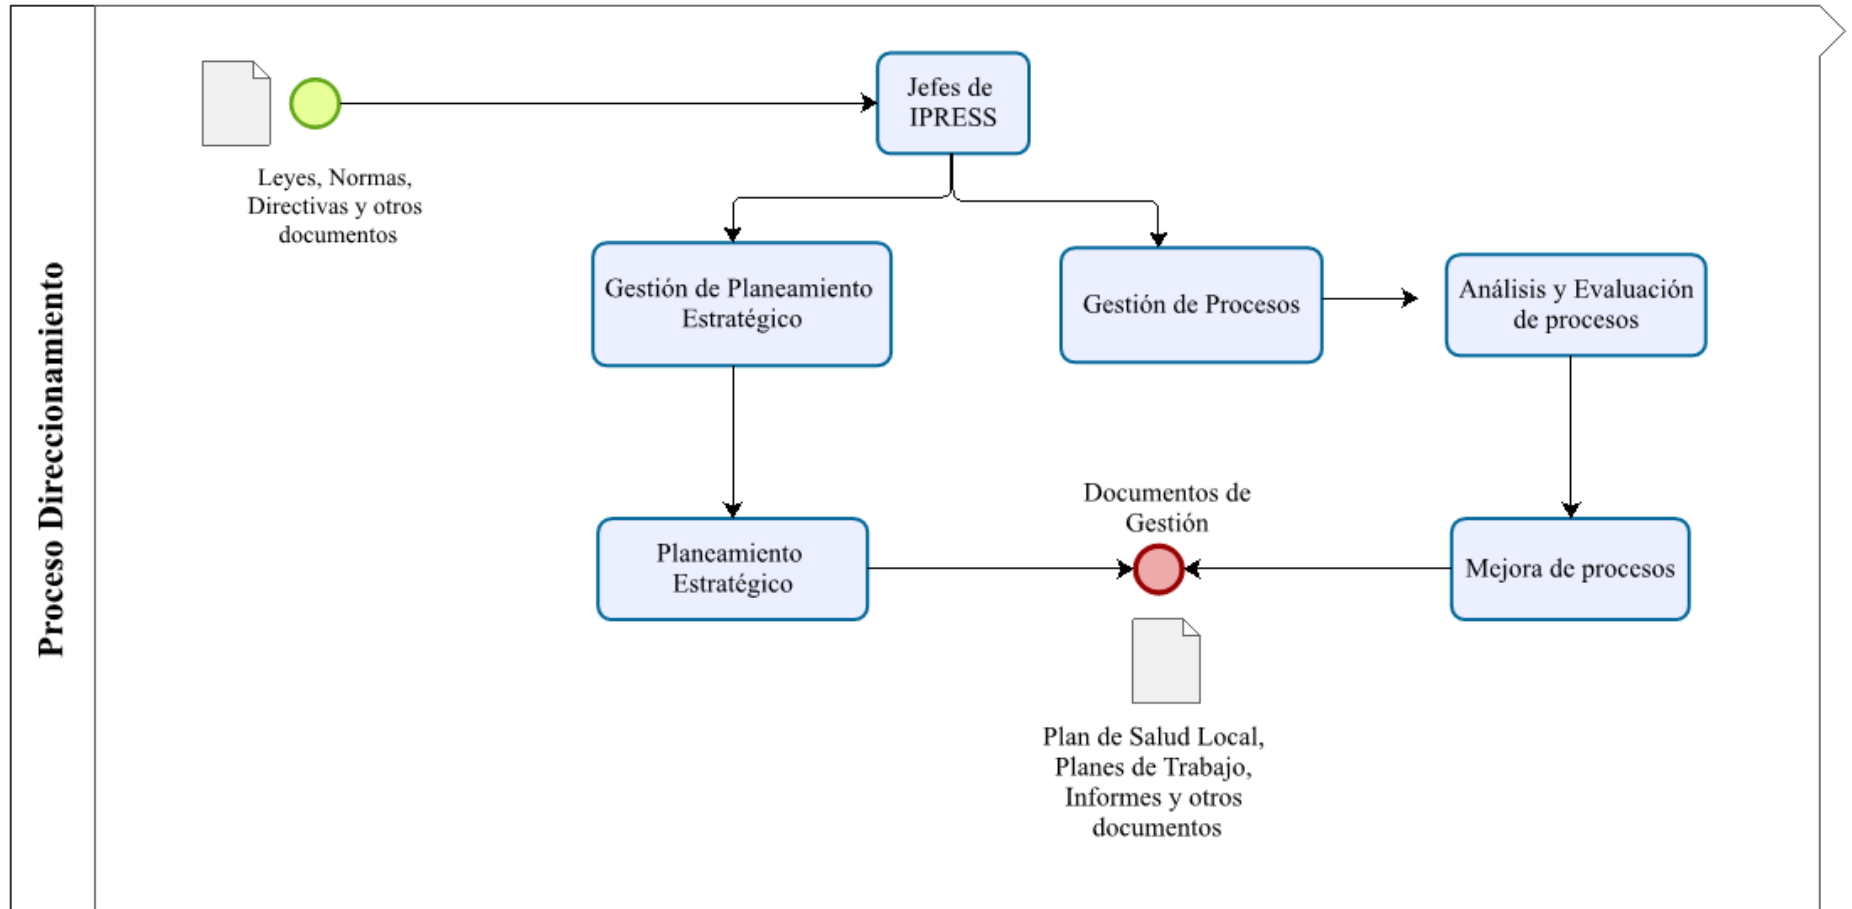 Proceso Direccionamiento
Jefes de
IPRESS
Leyes, Normas,
Directivas y otros
documentos
Gestión de Planeamiento
Estratégico
Gestión de Procesos
Análisis y Evaluación
de procesos
Planeamiento
Estratégico
Documentos de
Gestión
Mejora de procesos
Plan de Salud Local,
Planes de Trabajo,
Informes y otros
documentos